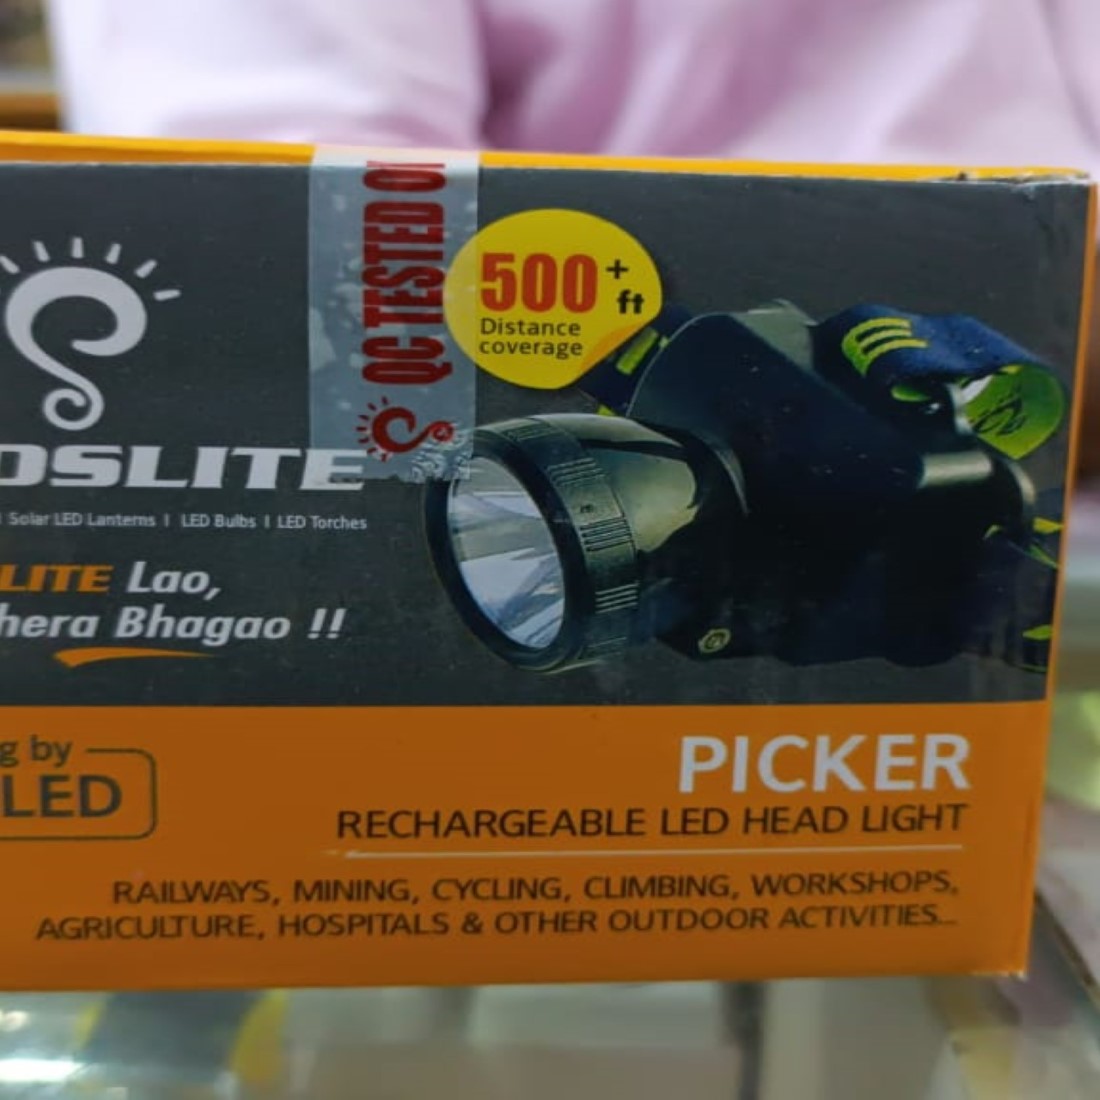 QC TESTED
500+ ft
Distance
coverage
DSLITE
Solar LED Lanterns I LED Bulbs I LED Torches
LITE Lao,
hera Bhagao !!
g by
LED
PICKER
RECHARGEABLE LED HEAD LIGHT
RAILWAYS, MINING, CYCLING, CLIMBING, WORKSHOPS,
AGRICULTURE, HOSPITALS & OTHER OUTDOOR ACTIVITIES...